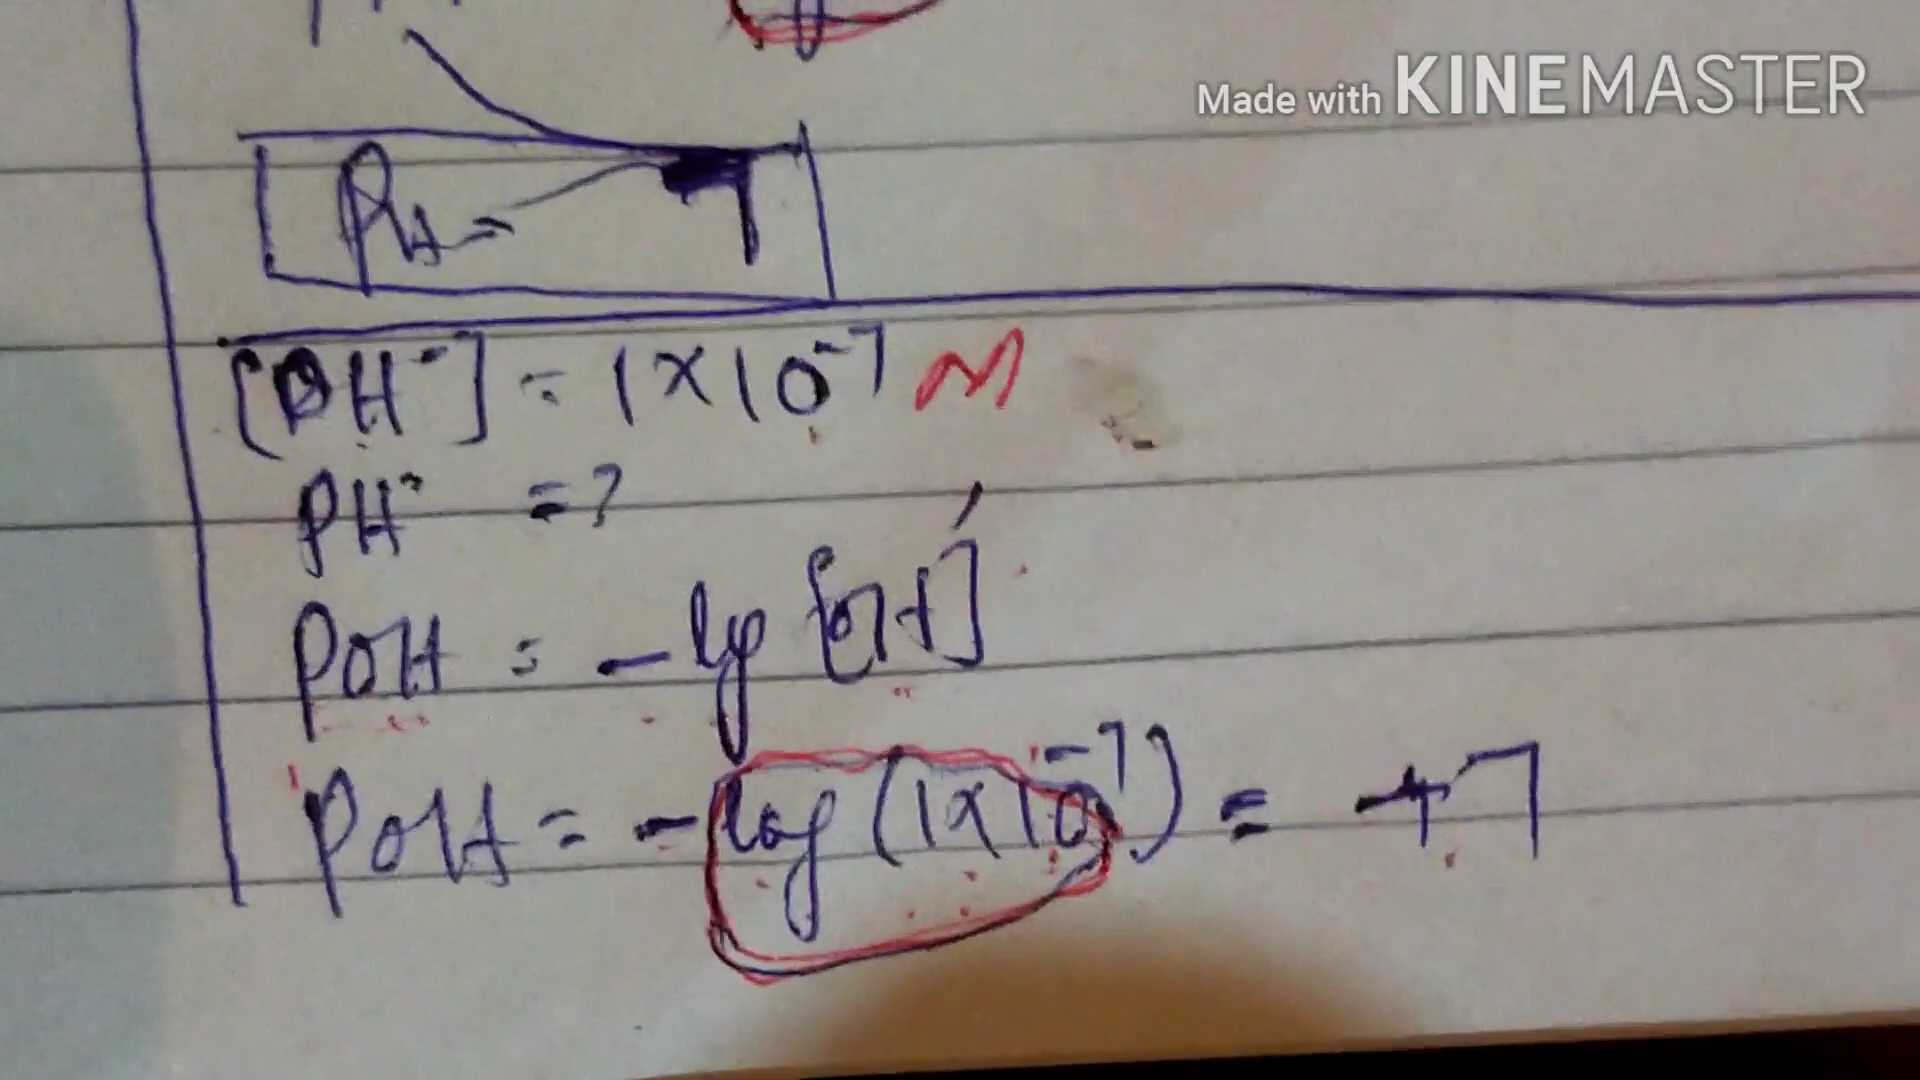 Made with KINEMASTER
PH = 7
[OH⁻] = 1 × 10⁻⁷ M
PH = ?
POH = - log [OH⁻]
POH = - log (1 × 10⁻⁷) = +7